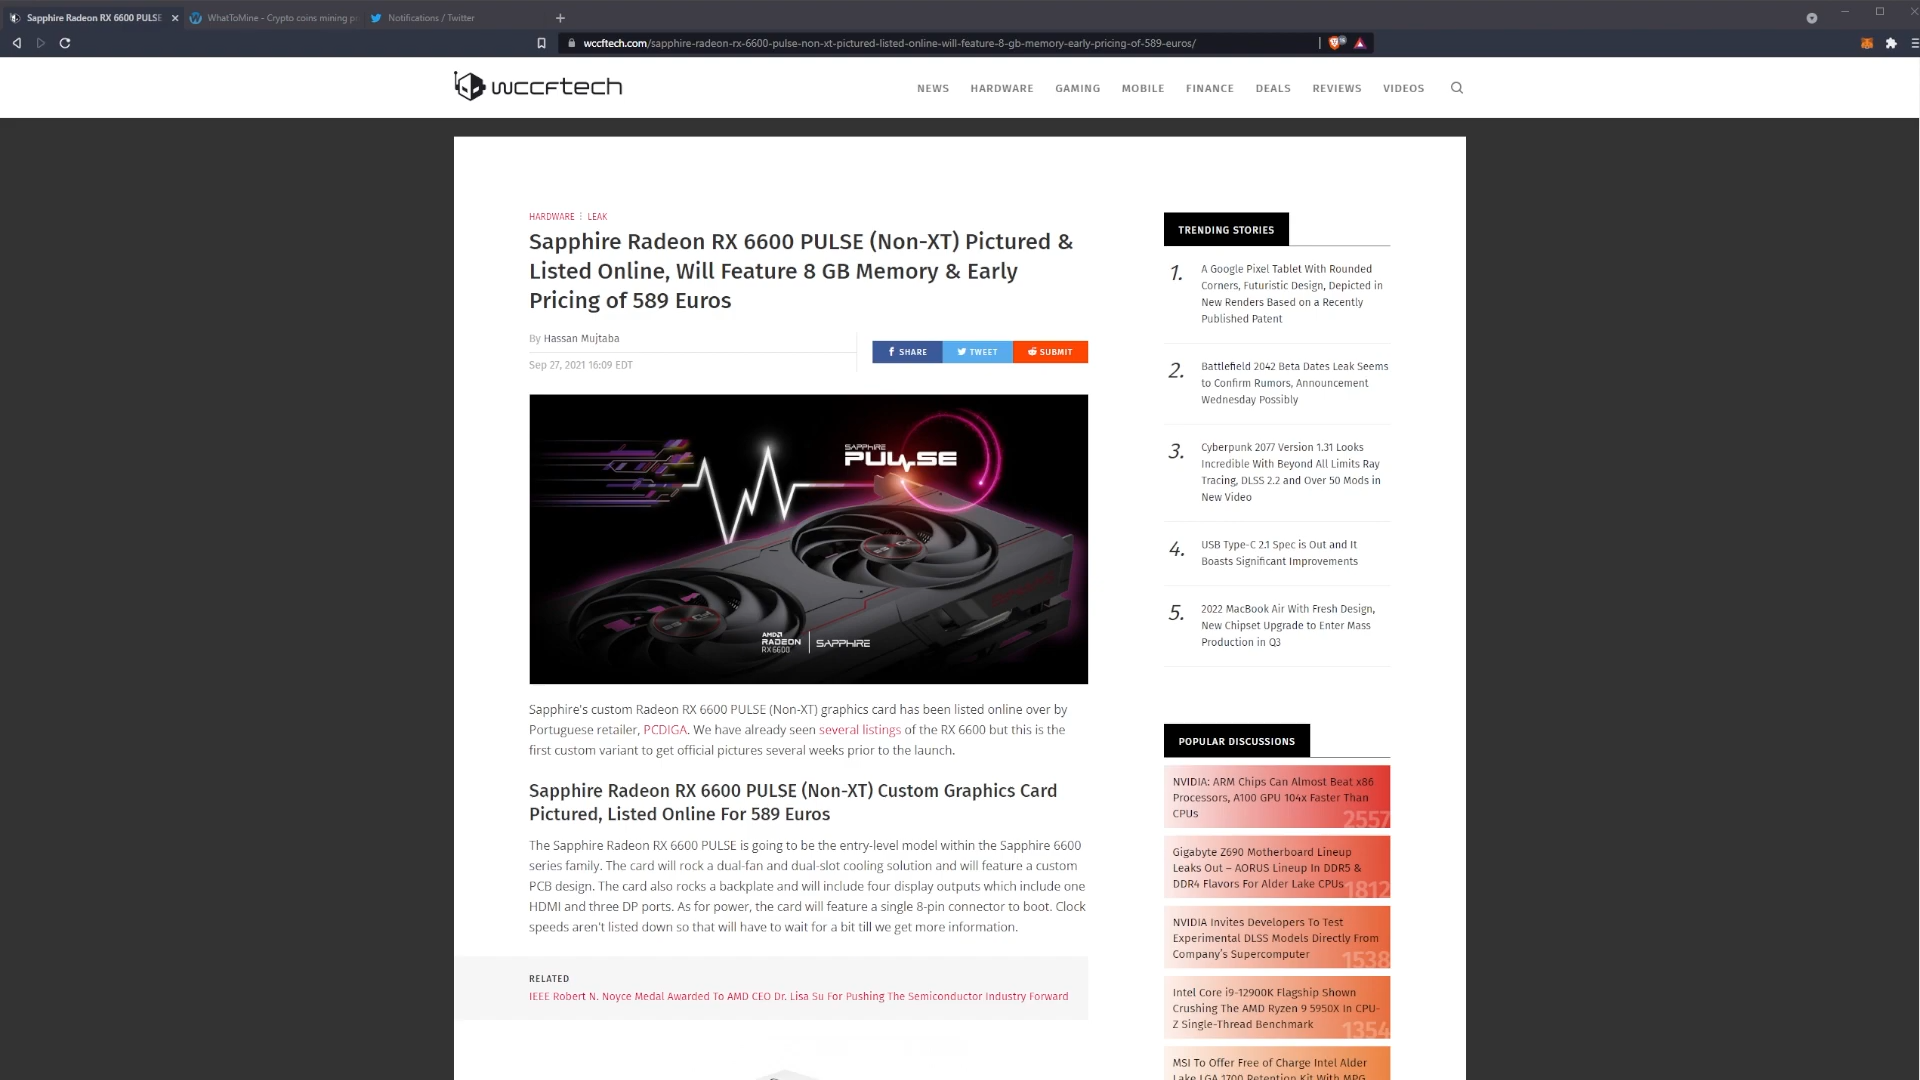 Sapphire Radeon RX 6600 PULSE
WhatToMine - Crypto coins mining pr
Notifications / Twitter
wccftech.com/sapphire-radeon-rx-6600-pulse-non-xt-pictured-listed-online-will-feature-8-gb-memory-early-pricing-of-589-euros/
wccftech
NEWS HARDWARE GAMING MOBILE FINANCE DEALS REVIEWS VIDEOS
HARDWARE LEAK
Sapphire Radeon RX 6600 PULSE (Non-XT) Pictured &
Listed Online, Will Feature 8 GB Memory & Early
Pricing of 589 Euros
By Hassan Mujtaba
Sep 27, 2021 16:09 EDT
SHARE TWEET SUBMIT
SAPPHIRE
PULSE
AMD
RADEON
RX 6600
SAPPHIRE
Sapphire's custom Radeon RX 6600 PULSE (Non-XT) graphics card has been listed online over by
Portuguese retailer, PCDIGA. We have already seen several listings of the RX 6600 but this is the
first custom variant to get official pictures several weeks prior to the launch.
Sapphire Radeon RX 6600 PULSE (Non-XT) Custom Graphics Card
Pictured, Listed Online For 589 Euros
The Sapphire Radeon RX 6600 PULSE is going to be the entry-level model within the Sapphire 6600
series family. The card will rock a dual-fan and dual-slot cooling solution and will feature a custom
PCB design. The card also rocks a backplate and will include four display outputs which include one
HDMI and three DP ports. As for power, the card will feature a single 8-pin connector to boot. Clock
speeds aren't listed down so that will have to wait for a bit till we get more information.
RELATED
IEEE Robert N. Noyce Medal Awarded To AMD CEO Dr. Lisa Su For Pushing The Semiconductor Industry Forward
TRENDING STORIES
1. A Google Pixel Tablet With Rounded
Corners, Futuristic Design, Depicted in
New Renders Based on a Recently
Published Patent
2. Battlefield 2042 Beta Dates Leak Seems
to Confirm Rumors, Announcement
Wednesday Possibly
3. Cyberpunk 2077 Version 1.31 Looks
Incredible With Beyond All Limits Ray
Tracing, DLSS 2.2 and Over 50 Mods in
New Video
4. USB Type-C 2.1 Spec is Out and It
Boasts Significant Improvements
5. 2022 MacBook Air With Fresh Design,
New Chipset Upgrade to Enter Mass
Production in Q3
POPULAR DISCUSSIONS
NVIDIA: ARM Chips Can Almost Beat x86
Processors, A100 GPU 104x Faster Than
CPUs
2557
Gigabyte Z690 Motherboard Lineup
Leaks Out – AORUS Lineup In DDR5 &
DDR4 Flavors For Alder Lake CPUs
1812
NVIDIA Invites Developers To Test
Experimental DLSS Models Directly From
Company's Supercomputer
1538
Intel Core i9-12900K Flagship Shown
Crushing The AMD Ryzen 9 5950X In CPU-
Z Single-Thread Benchmark
1354
MSI To Offer Free of Charge Intel Alder
Lake LGA 1700 Retention Kit With MPG